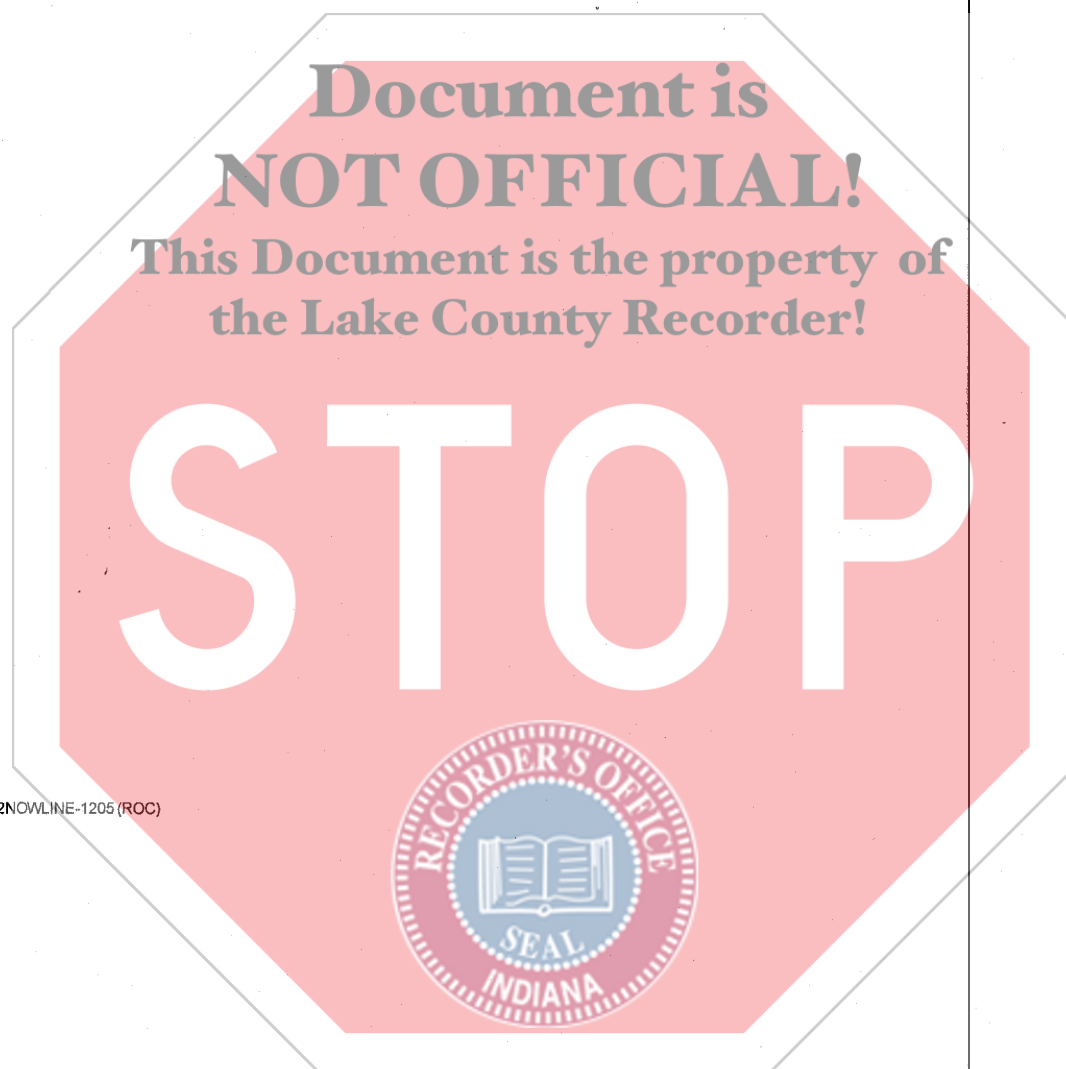 Document is
NOT OFFICIAL!
This Document is the property of
the Lake County Recorder!
STOP
2NOWLINE-1205 (ROC)
RECORDER'S OFFICE
SEAL
INDIANA